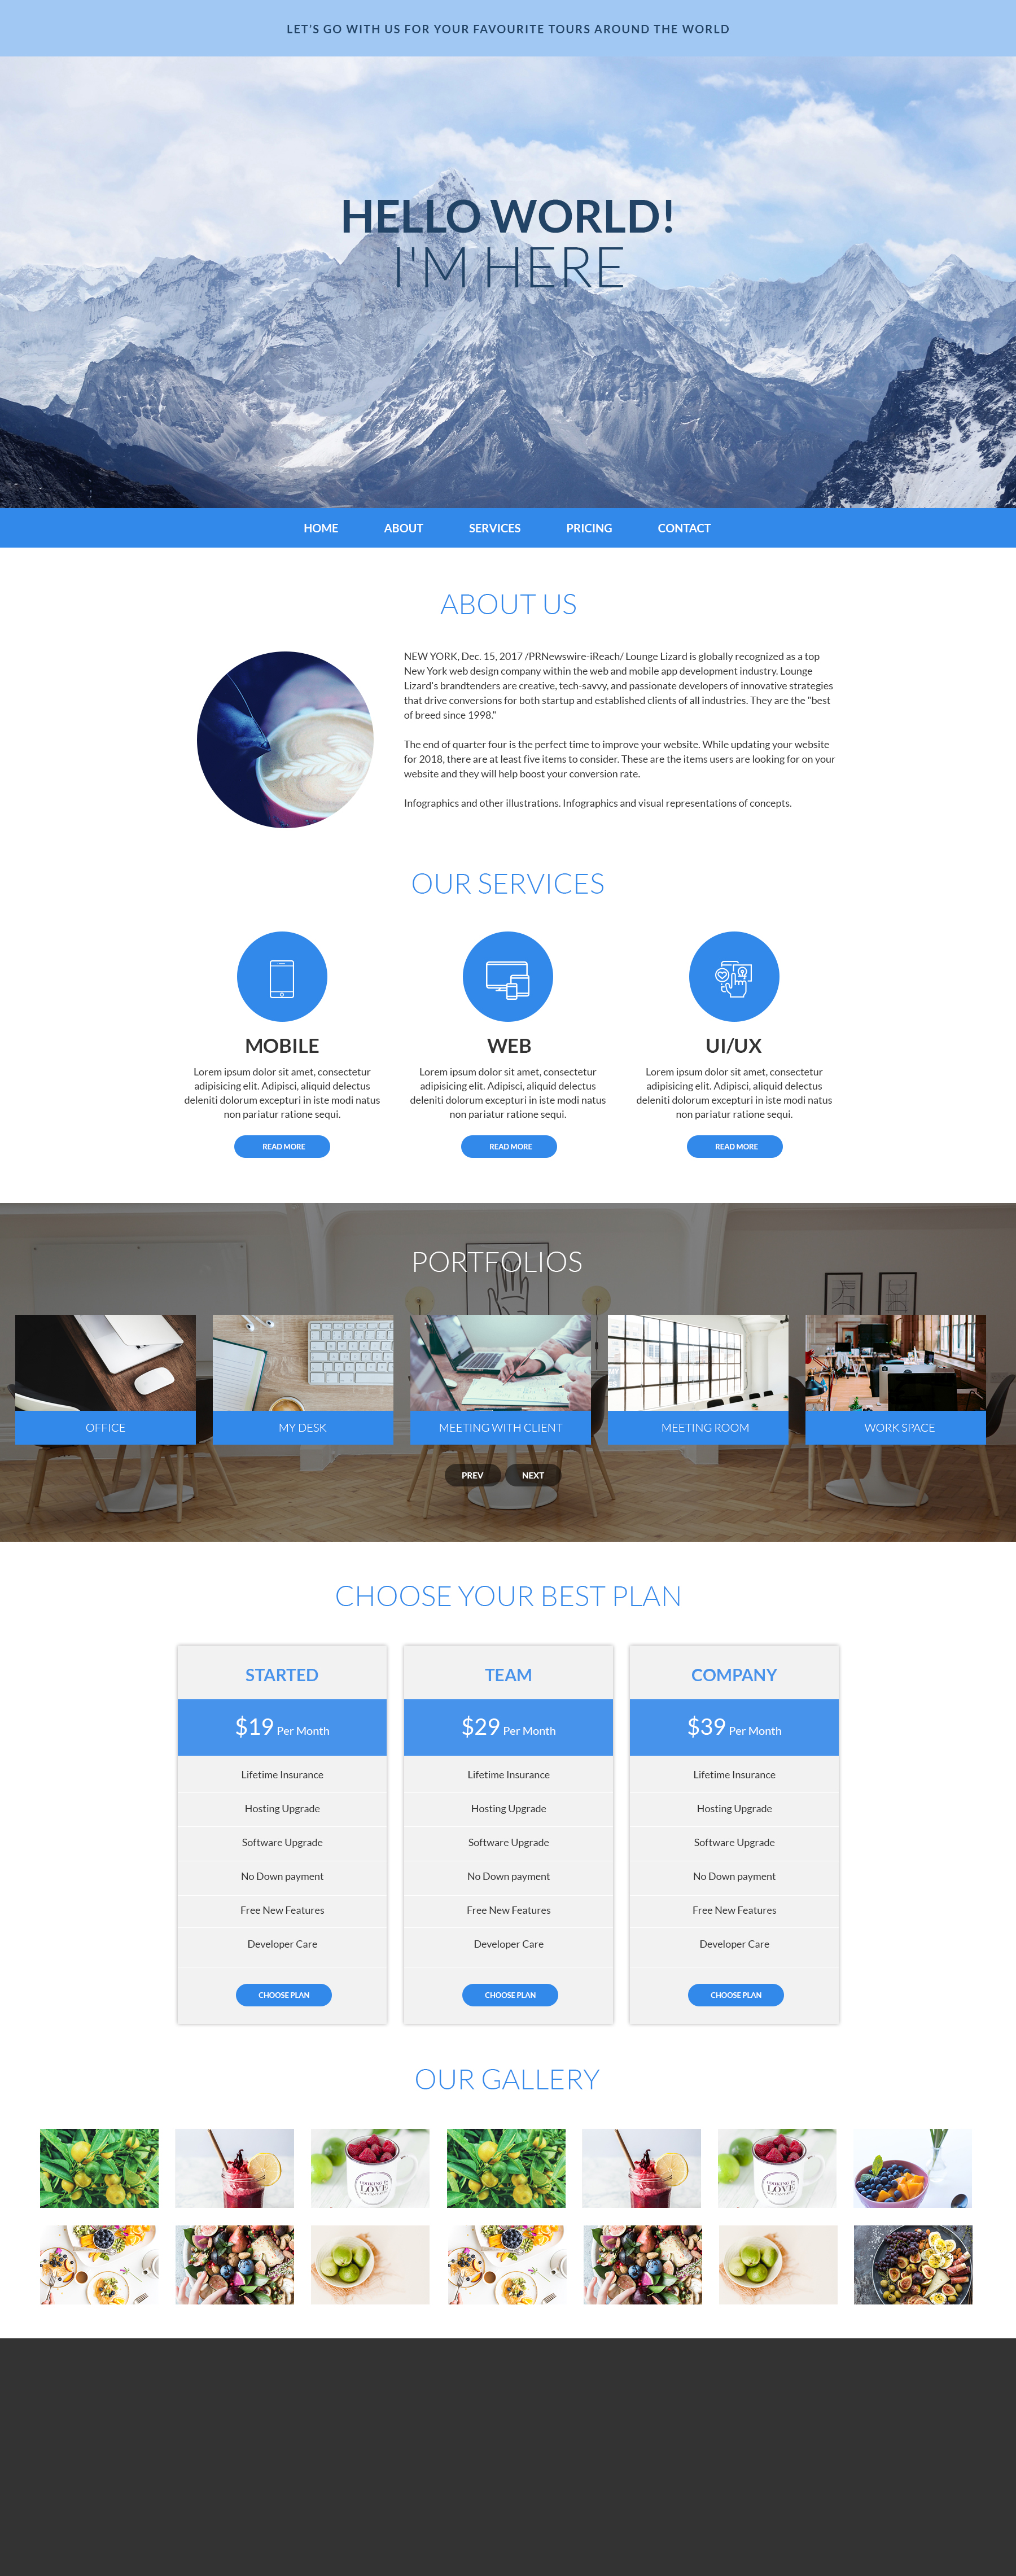 LET'S GO WITH US FOR YOUR FAVOURITE TOURS AROUND THE WORLD
HELLO WORLD!
I'M HERE
HOME ABOUT SERVICES PRICING CONTACT
ABOUT US
NEW YORK, Dec. 15, 2017 /PRNewswire-iReach/ Lounge Lizard is globally recognized as a top
New York web design company within the web and mobile app development industry. Lounge
Lizard's brandtenders are creative, tech-savvy, and passionate developers of innovative strategies
that drive conversions for both startup and established clients of all industries. They are the "best
of breed since 1998."
The end of quarter four is the perfect time to improve your website. While updating your website
for 2018, there are at least five items to consider. These are the items users are looking for on your
website and they will help boost your conversion rate.
Infographics and other illustrations. Infographics and visual representations of concepts.
OUR SERVICES
MOBILE
Lorem ipsum dolor sit amet, consectetur
adipisicing elit. Adipisci, aliquid delectus
deleniti dolorum excepturi in iste modi natus
non pariatur ratione sequi.
READ MORE
WEB
Lorem ipsum dolor sit amet, consectetur
adipisicing elit. Adipisci, aliquid delectus
deleniti dolorum excepturi in iste modi natus
non pariatur ratione sequi.
READ MORE
UI/UX
Lorem ipsum dolor sit amet, consectetur
adipisicing elit. Adipisci, aliquid delectus
deleniti dolorum excepturi in iste modi natus
non pariatur ratione sequi.
READ MORE
PORTFOLIOS
OFFICE
MY DESK
MEETING WITH CLIENT
MEETING ROOM
WORK SPACE
PREV NEXT
CHOOSE YOUR BEST PLAN
STARTED
$19 Per Month
Lifetime Insurance
Hosting Upgrade
Software Upgrade
No Down payment
Free New Features
Developer Care
CHOOSE PLAN
TEAM
$29 Per Month
Lifetime Insurance
Hosting Upgrade
Software Upgrade
No Down payment
Free New Features
Developer Care
CHOOSE PLAN
COMPANY
$39 Per Month
Lifetime Insurance
Hosting Upgrade
Software Upgrade
No Down payment
Free New Features
Developer Care
CHOOSE PLAN
OUR GALLERY
COOKING IS
LOVE
COOKING IS
LOVE